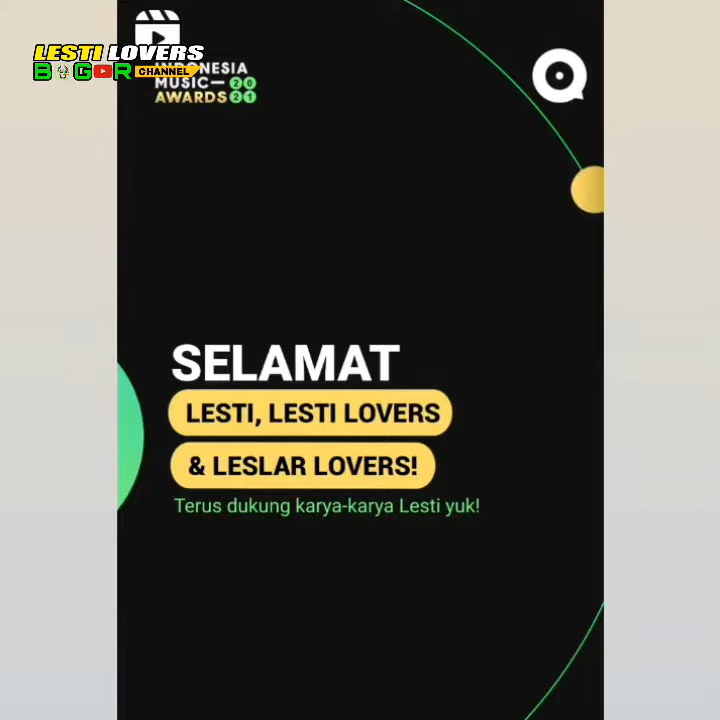 LESTI LOVERS
BOGOR CHANNEL
INDONESIA
MUSIC— 20
AWARDS 21
SELAMAT
LESTI, LESTI LOVERS
& LESLAR LOVERS!
Terus dukung karya-karya Lesti yuk!